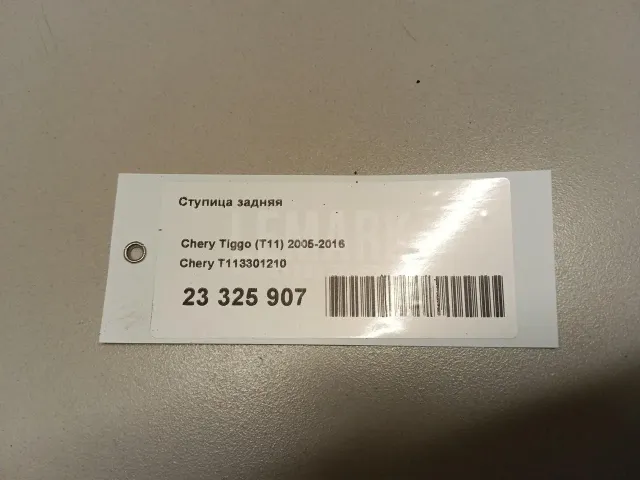 Ступица задняя
Chery Tiggo (T11) 2005-2016
Chery T113301210
23 325 907